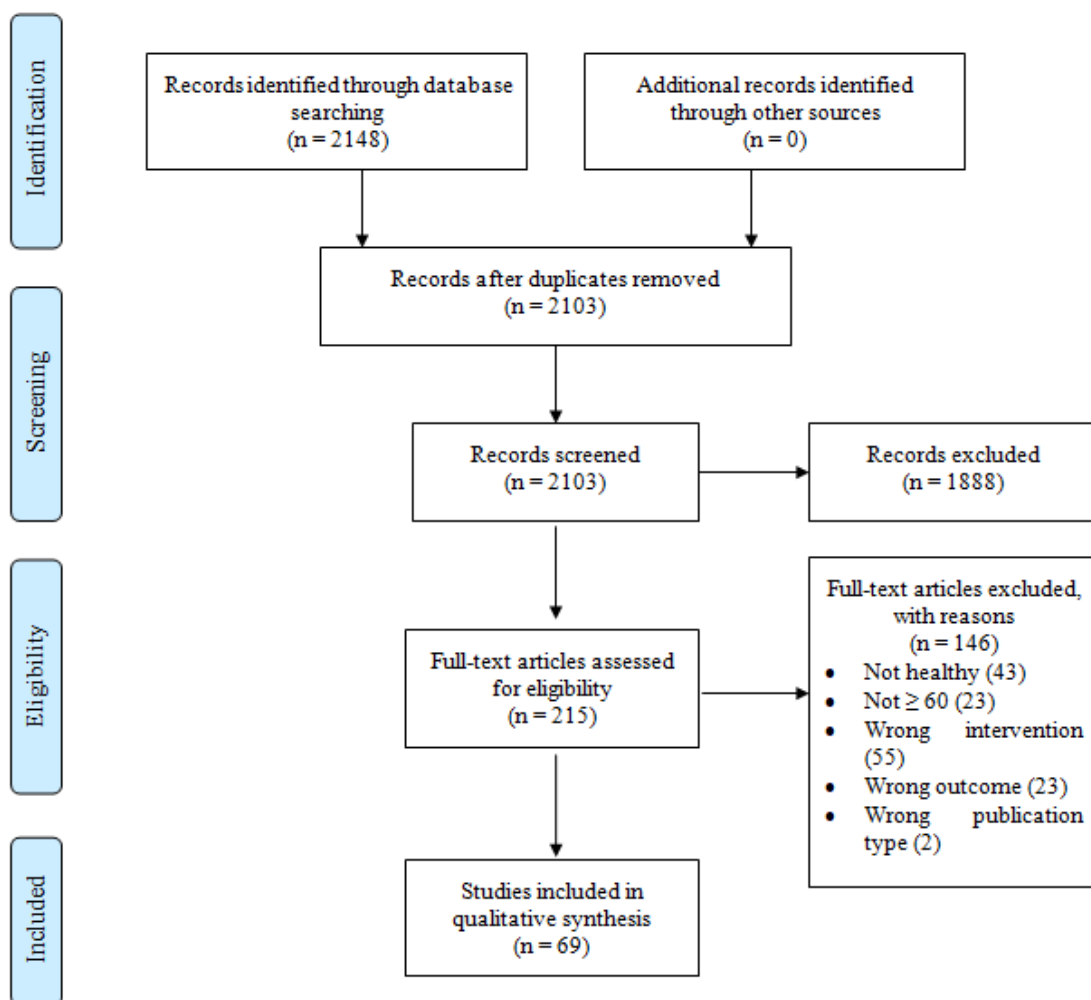 Identification
Records identified through database
searching
(n = 2148)
Additional records identified
through other sources
(n = 0)
Records after duplicates removed
(n = 2103)
Screening
Records screened
(n = 2103)
Records excluded
(n = 1888)
Eligibility
Full-text articles assessed
for eligibility
(n = 215)
Full-text articles excluded,
with reasons
(n = 146)
• Not healthy (43)
• Not ≥ 60 (23)
• Wrong intervention
(55)
• Wrong outcome (23)
• Wrong publication
type (2)
Included
Studies included in
qualitative synthesis
(n = 69)